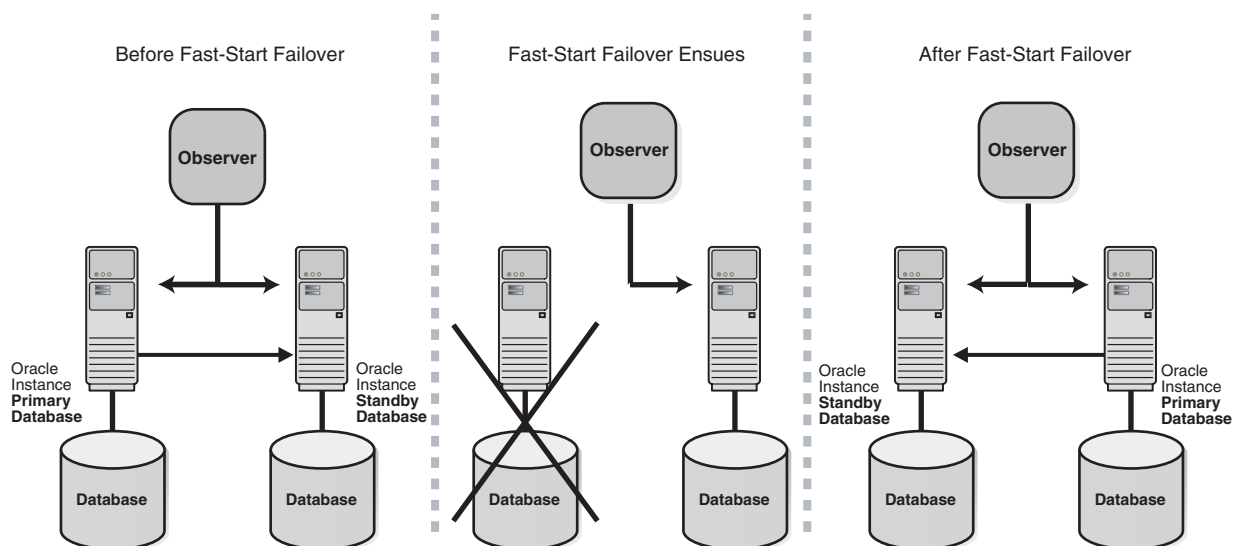 Before Fast-Start Failover
Observer
Oracle
Instance
Primary
Database
Oracle
Instance
Standby
Database
Database
Database
Fast-Start Failover Ensues
Observer
Database
Database
After Fast-Start Failover
Observer
Oracle
Instance
Standby
Database
Oracle
Instance
Primary
Database
Database
Database